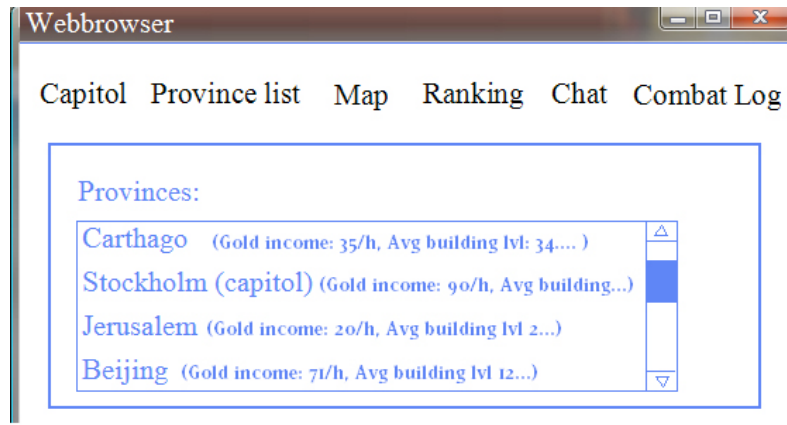 Webbrowser
Capitol Province list Map Ranking Chat Combat Log
Provinces:
Carthago (Gold income: 35/h, Avg building lvl: 34.... )
Stockholm (capitol) (Gold income: 90/h, Avg building...)
Jerusalem (Gold income: 20/h, Avg building lvl 2...)
Beijing (Gold income: 71/h, Avg building lvl 12...)